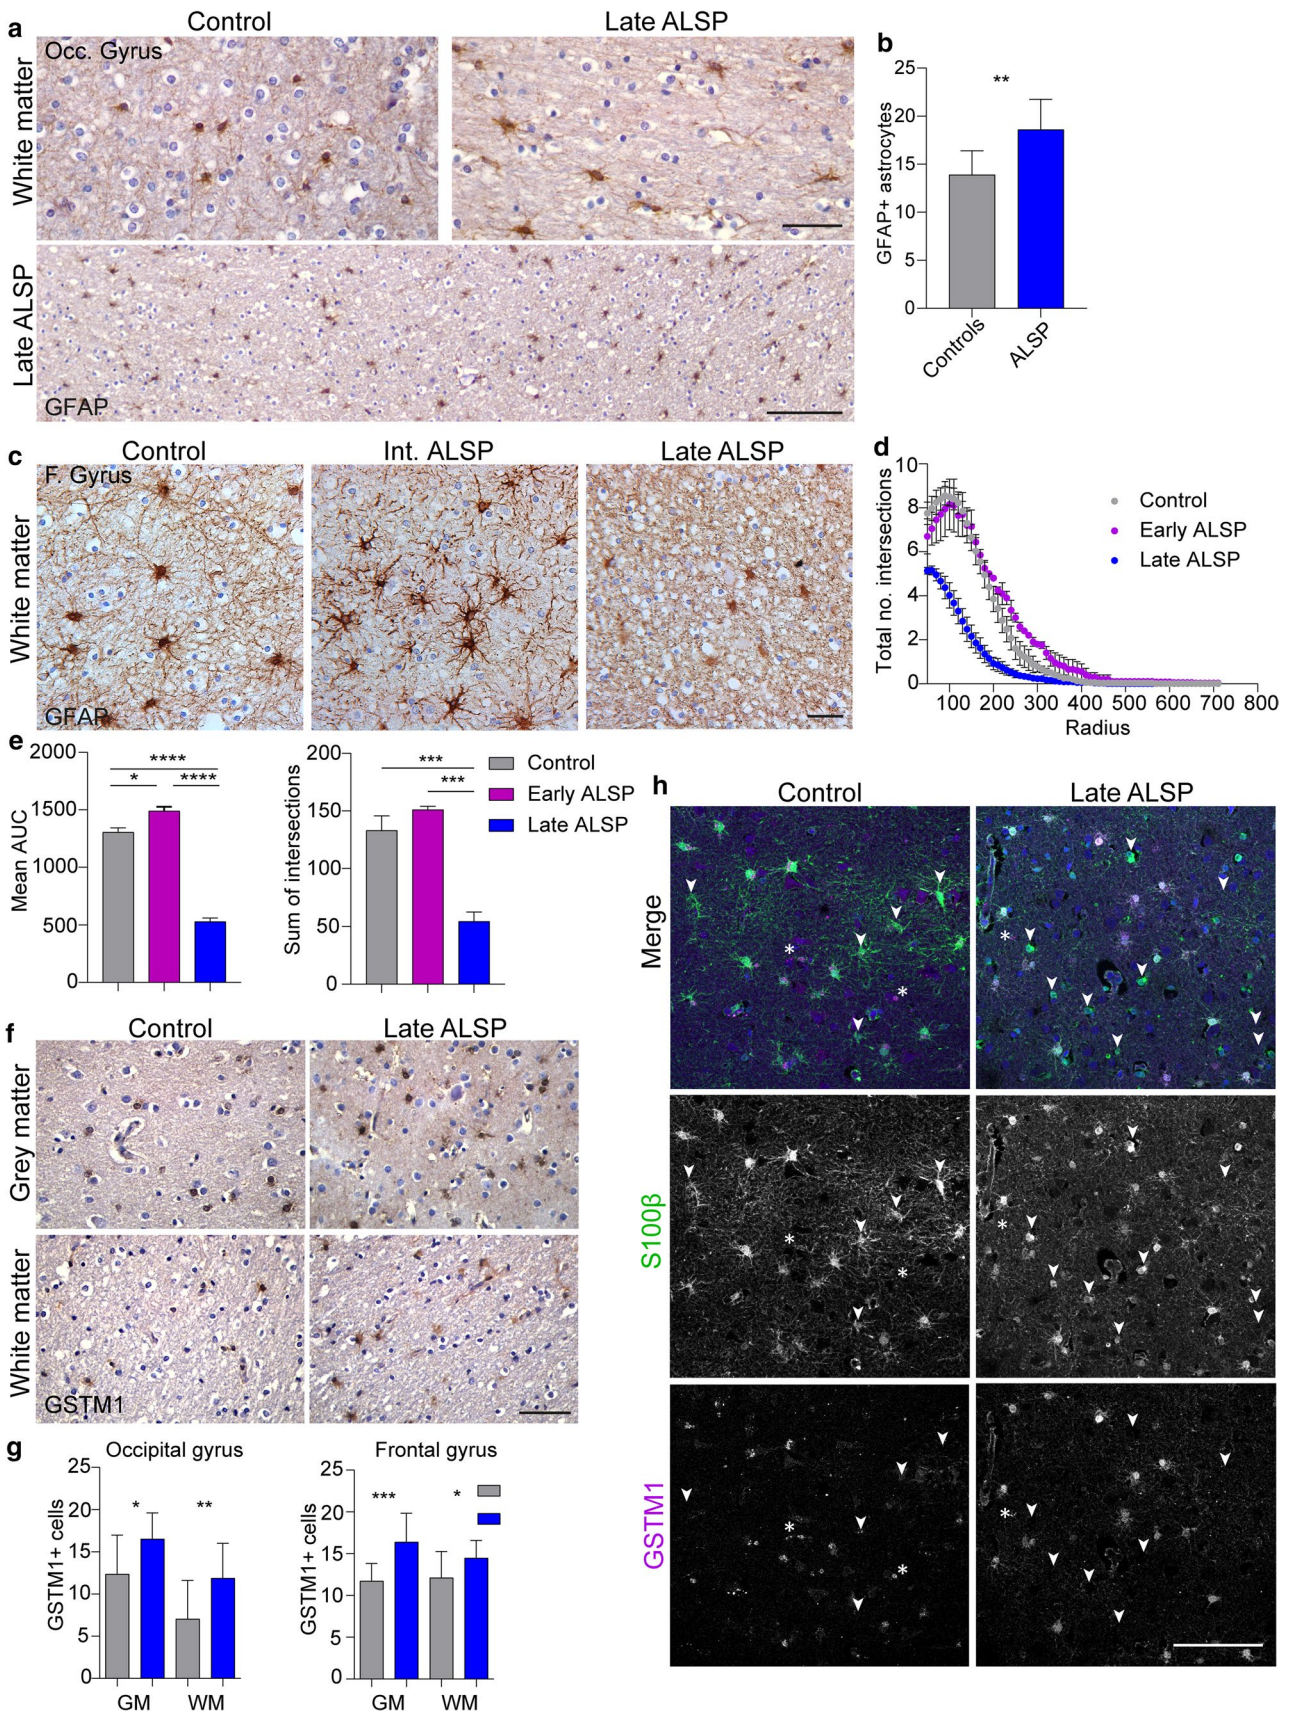 a
Control
Late ALSP
Occ. Gyrus
White matter
Late ALSP
GFAP
b
25
20
15
10
5
0
GFAP+ astrocytes
**
Controls
ALSP
c
Control
Int. ALSP
Late ALSP
F. Gyrus
White matter
GFAP
d
10
8
6
4
2
0
Total no. intersections
Control
Early ALSP
Late ALSP
100 200 300 400 500 600 700 800
Radius
e
2000
1500
1000
500
0
Mean AUC
****
* ****
200
150
100
50
0
Sum of intersections
***
***
Control
Early ALSP
Late ALSP
f
Control
Late ALSP
Grey matter
White matter
GSTM1
g
Occipital gyrus
25
20
15
10
5
0
GSTM1+ cells
* **
GM WM
Frontal gyrus
25
20
15
10
5
0
GSTM1+ cells
*** *
GM WM
h
Control
Late ALSP
Merge
*
*
*
S100β
*
*
*
GSTM1
*
*
*